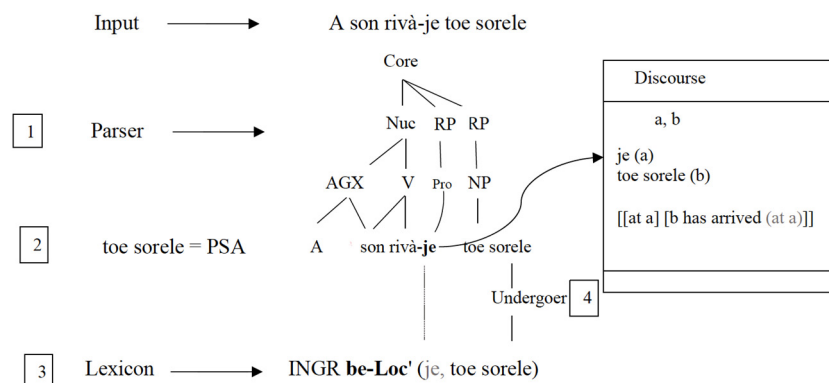 Input A son rivà-je toe sorele
Core
Discourse
a, b
1 Parser Nuc RP RP
je (a)
toe sorele (b)
AGX V Pro NP
[[at a] [b has arrived (at a)]]
2 toe sorele = PSA A son rivà-je toe sorele
Undergoer 4
3 Lexicon INGR be-Loc' (je, toe sorele)